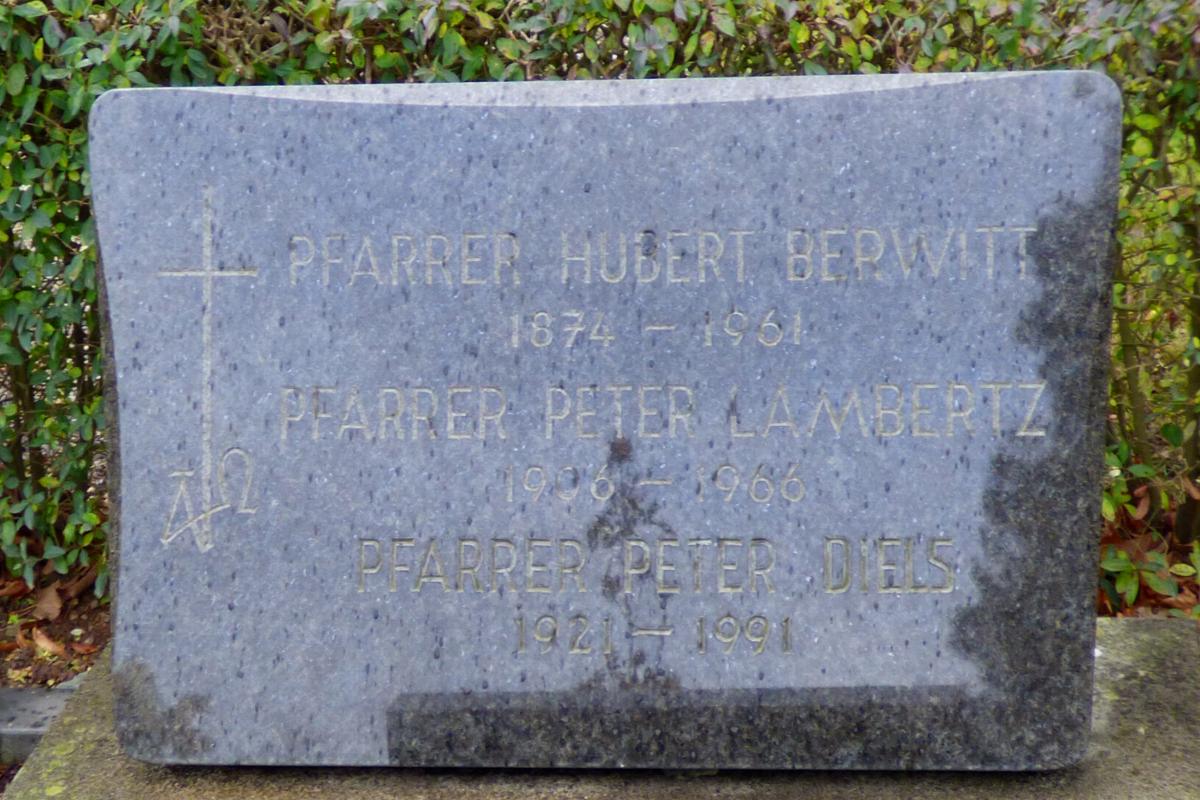 PFARRER HUBERT BERWITT
1874 – 1961
PFARRER PETER LAMBERTZ
1906 – 1966
PFARRER PETER DIELS
1921 – 1991
Α Ω